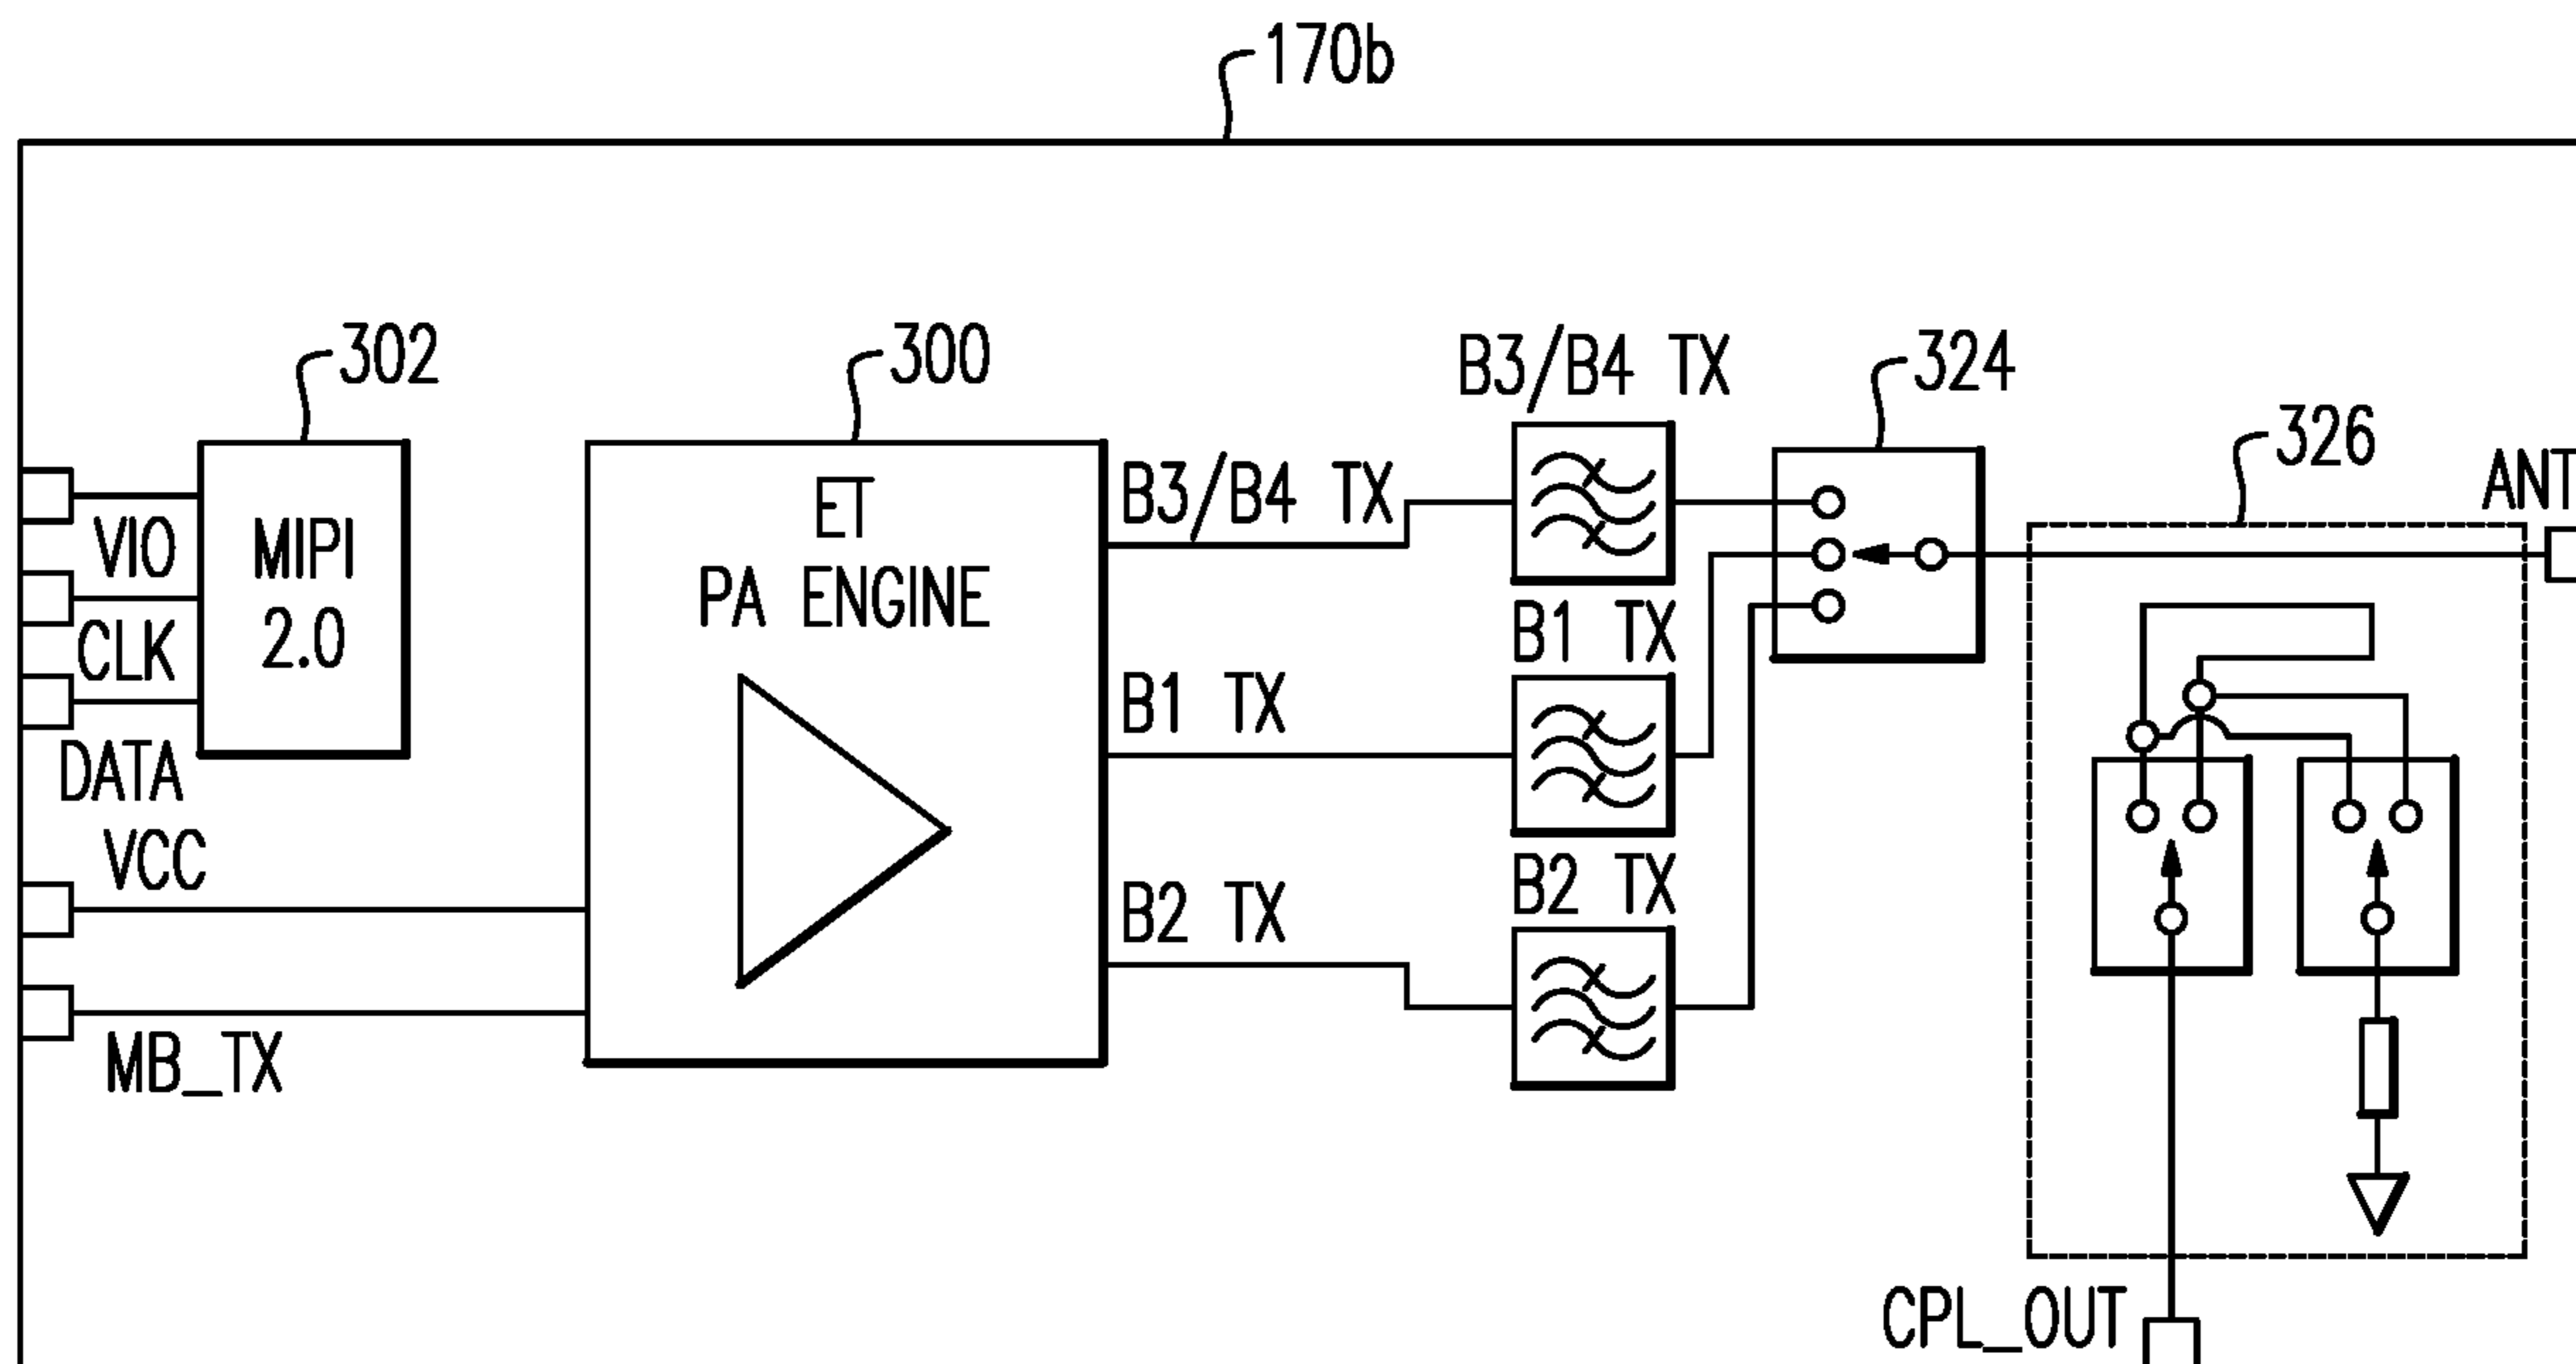 170b
302
300
B3/B4 TX
324
326
ANT
VIO
CLK
DATA
MIPI
2.0
ET
PA ENGINE
B3/B4 TX
B1 TX
B1 TX
VCC
B2 TX
B2 TX
MB_TX
CPL_OUT